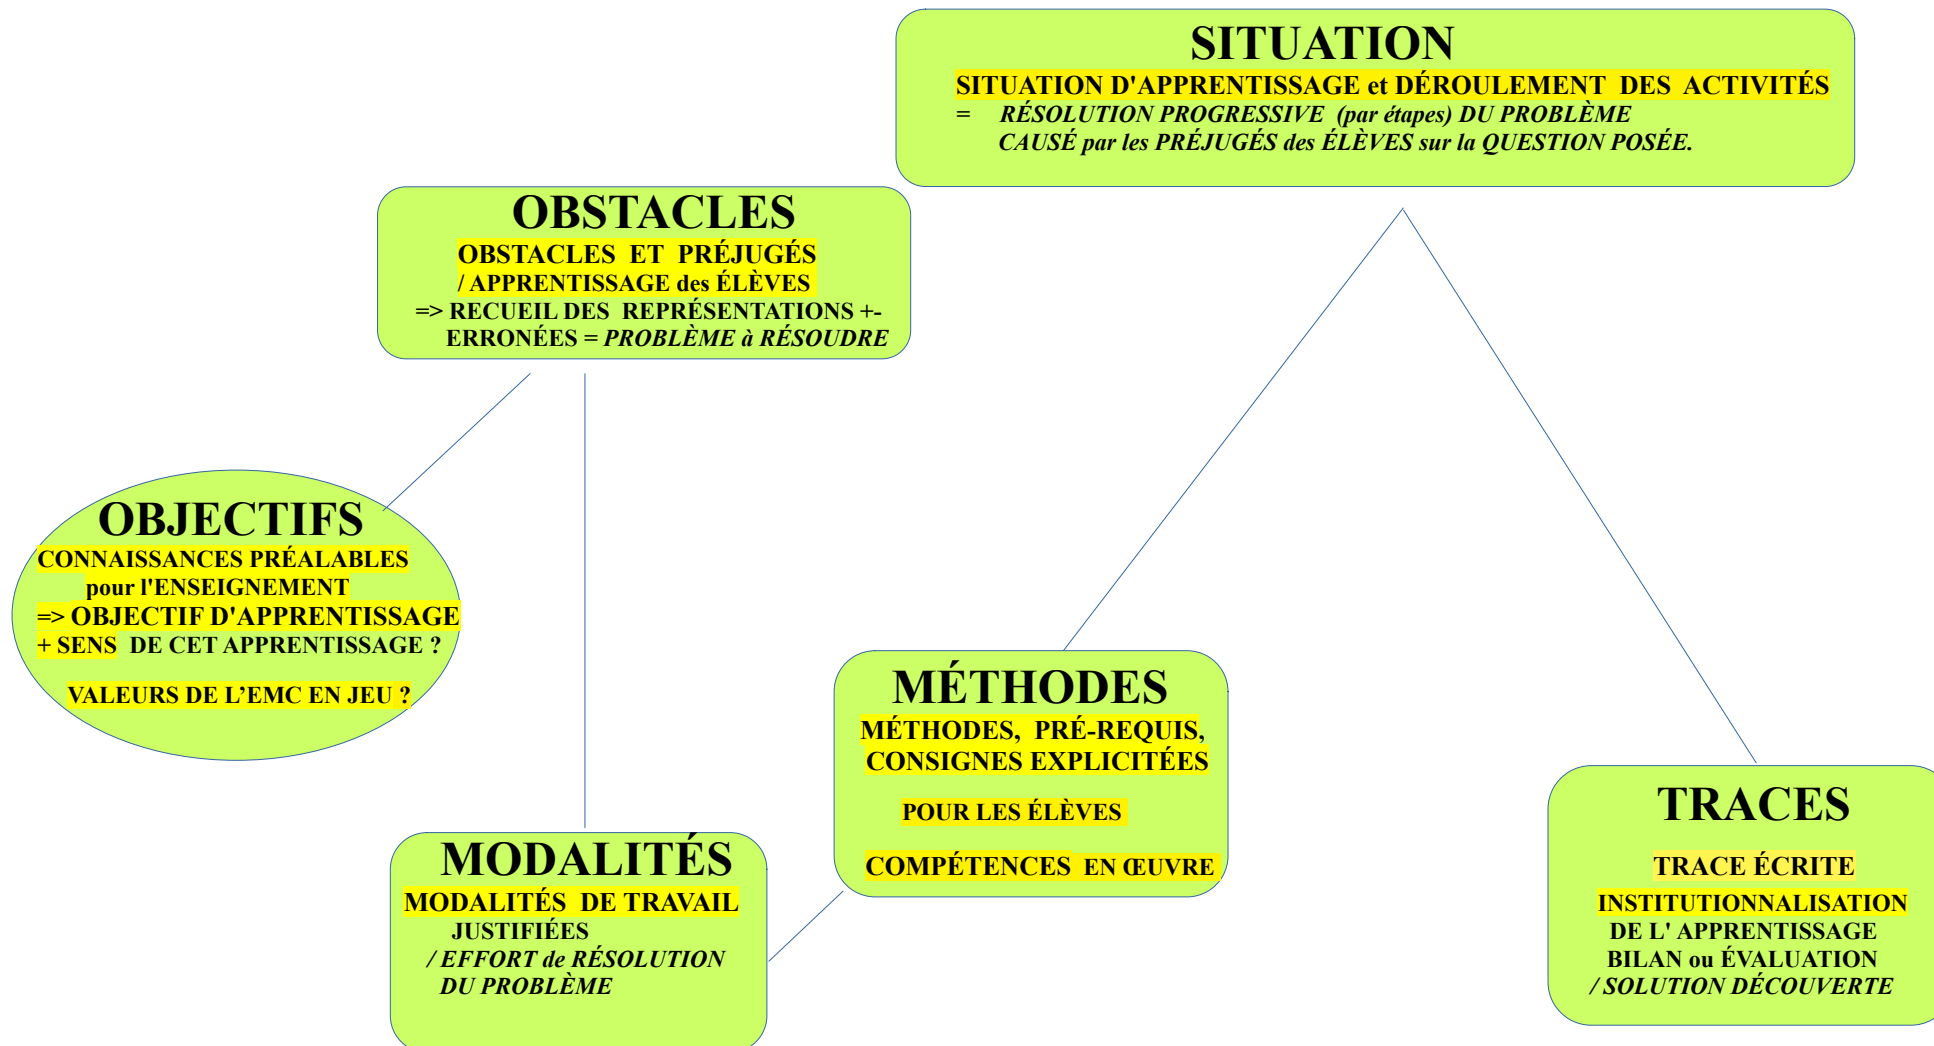 SITUATION
SITUATION D'APPRENTISSAGE et DÉROULEMENT DES ACTIVITÉS
= RÉSOLUTION PROGRESSIVE (par étapes) DU PROBLÈME
CAUSÉ par les PRÉJUGÉS des ÉLÈVES sur la QUESTION POSÉE.
OBSTACLES
OBSTACLES ET PRÉJUGÉS
/ APPRENTISSAGE des ÉLÈVES
=> RECUEIL DES REPRÉSENTATIONS +-
ERRONÉES = PROBLÈME à RÉSOUDRE
OBJECTIFS
CONNAISSANCES PRÉALABLES
pour l'ENSEIGNEMENT
=> OBJECTIF D'APPRENTISSAGE
+ SENS DE CET APPRENTISSAGE ?
VALEURS DE L’EMC EN JEU ?
MODALITÉS
MODALITÉS DE TRAVAIL
JUSTIFIÉES
/ EFFORT de RÉSOLUTION
DU PROBLÈME
MÉTHODES
MÉTHODES, PRÉ-REQUIS,
CONSIGNES EXPLICITÉES
POUR LES ÉLÈVES
COMPÉTENCES EN ŒUVRE
TRACES
TRACE ÉCRITE
INSTITUTIONNALISATION
DE L' APPRENTISSAGE
BILAN ou ÉVALUATION
/ SOLUTION DÉCOUVERTE